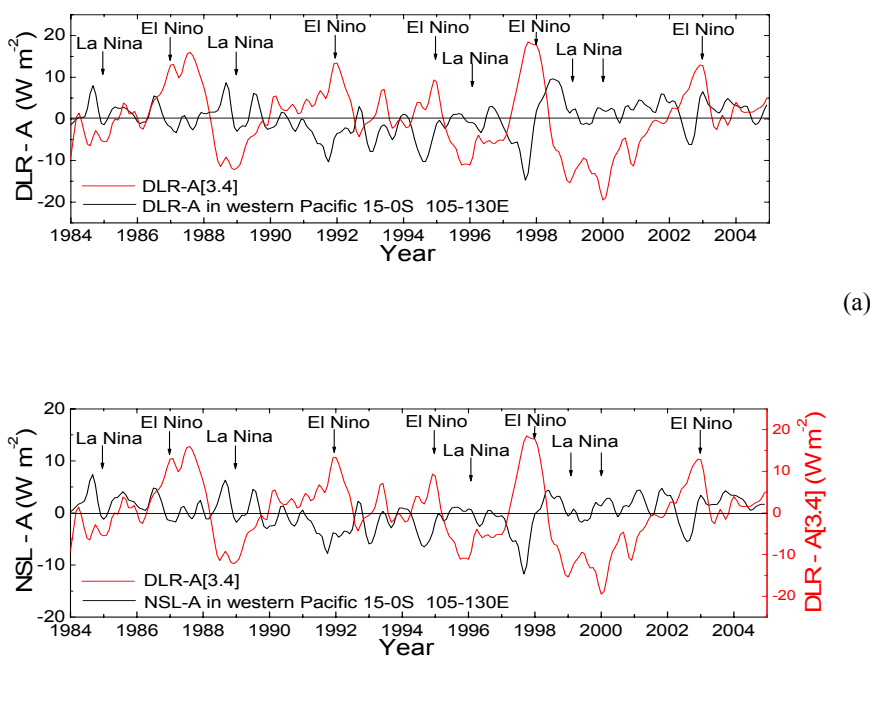 El Nino El Nino El Nino El Nino El Nino
La Nina La Nina La Nina La Nina
DLR - A (W m-2)
20
10
0
-10
-20
DLR-A[3.4]
DLR-A in western Pacific 15-0S 105-130E
1984 1986 1988 1990 1992 1994 1996 1998 2000 2002 2004
Year
(a)
El Nino El Nino El Nino El Nino El Nino
La Nina La Nina La Nina La Nina
NSL - A (W m-2)
20
10
0
-10
-20
20
10
0
-10
-20
DLR - A[3.4] (W m-2)
DLR-A[3.4]
NSL-A in western Pacific 15-0S 105-130E
1984 1986 1988 1990 1992 1994 1996 1998 2000 2002 2004
Year